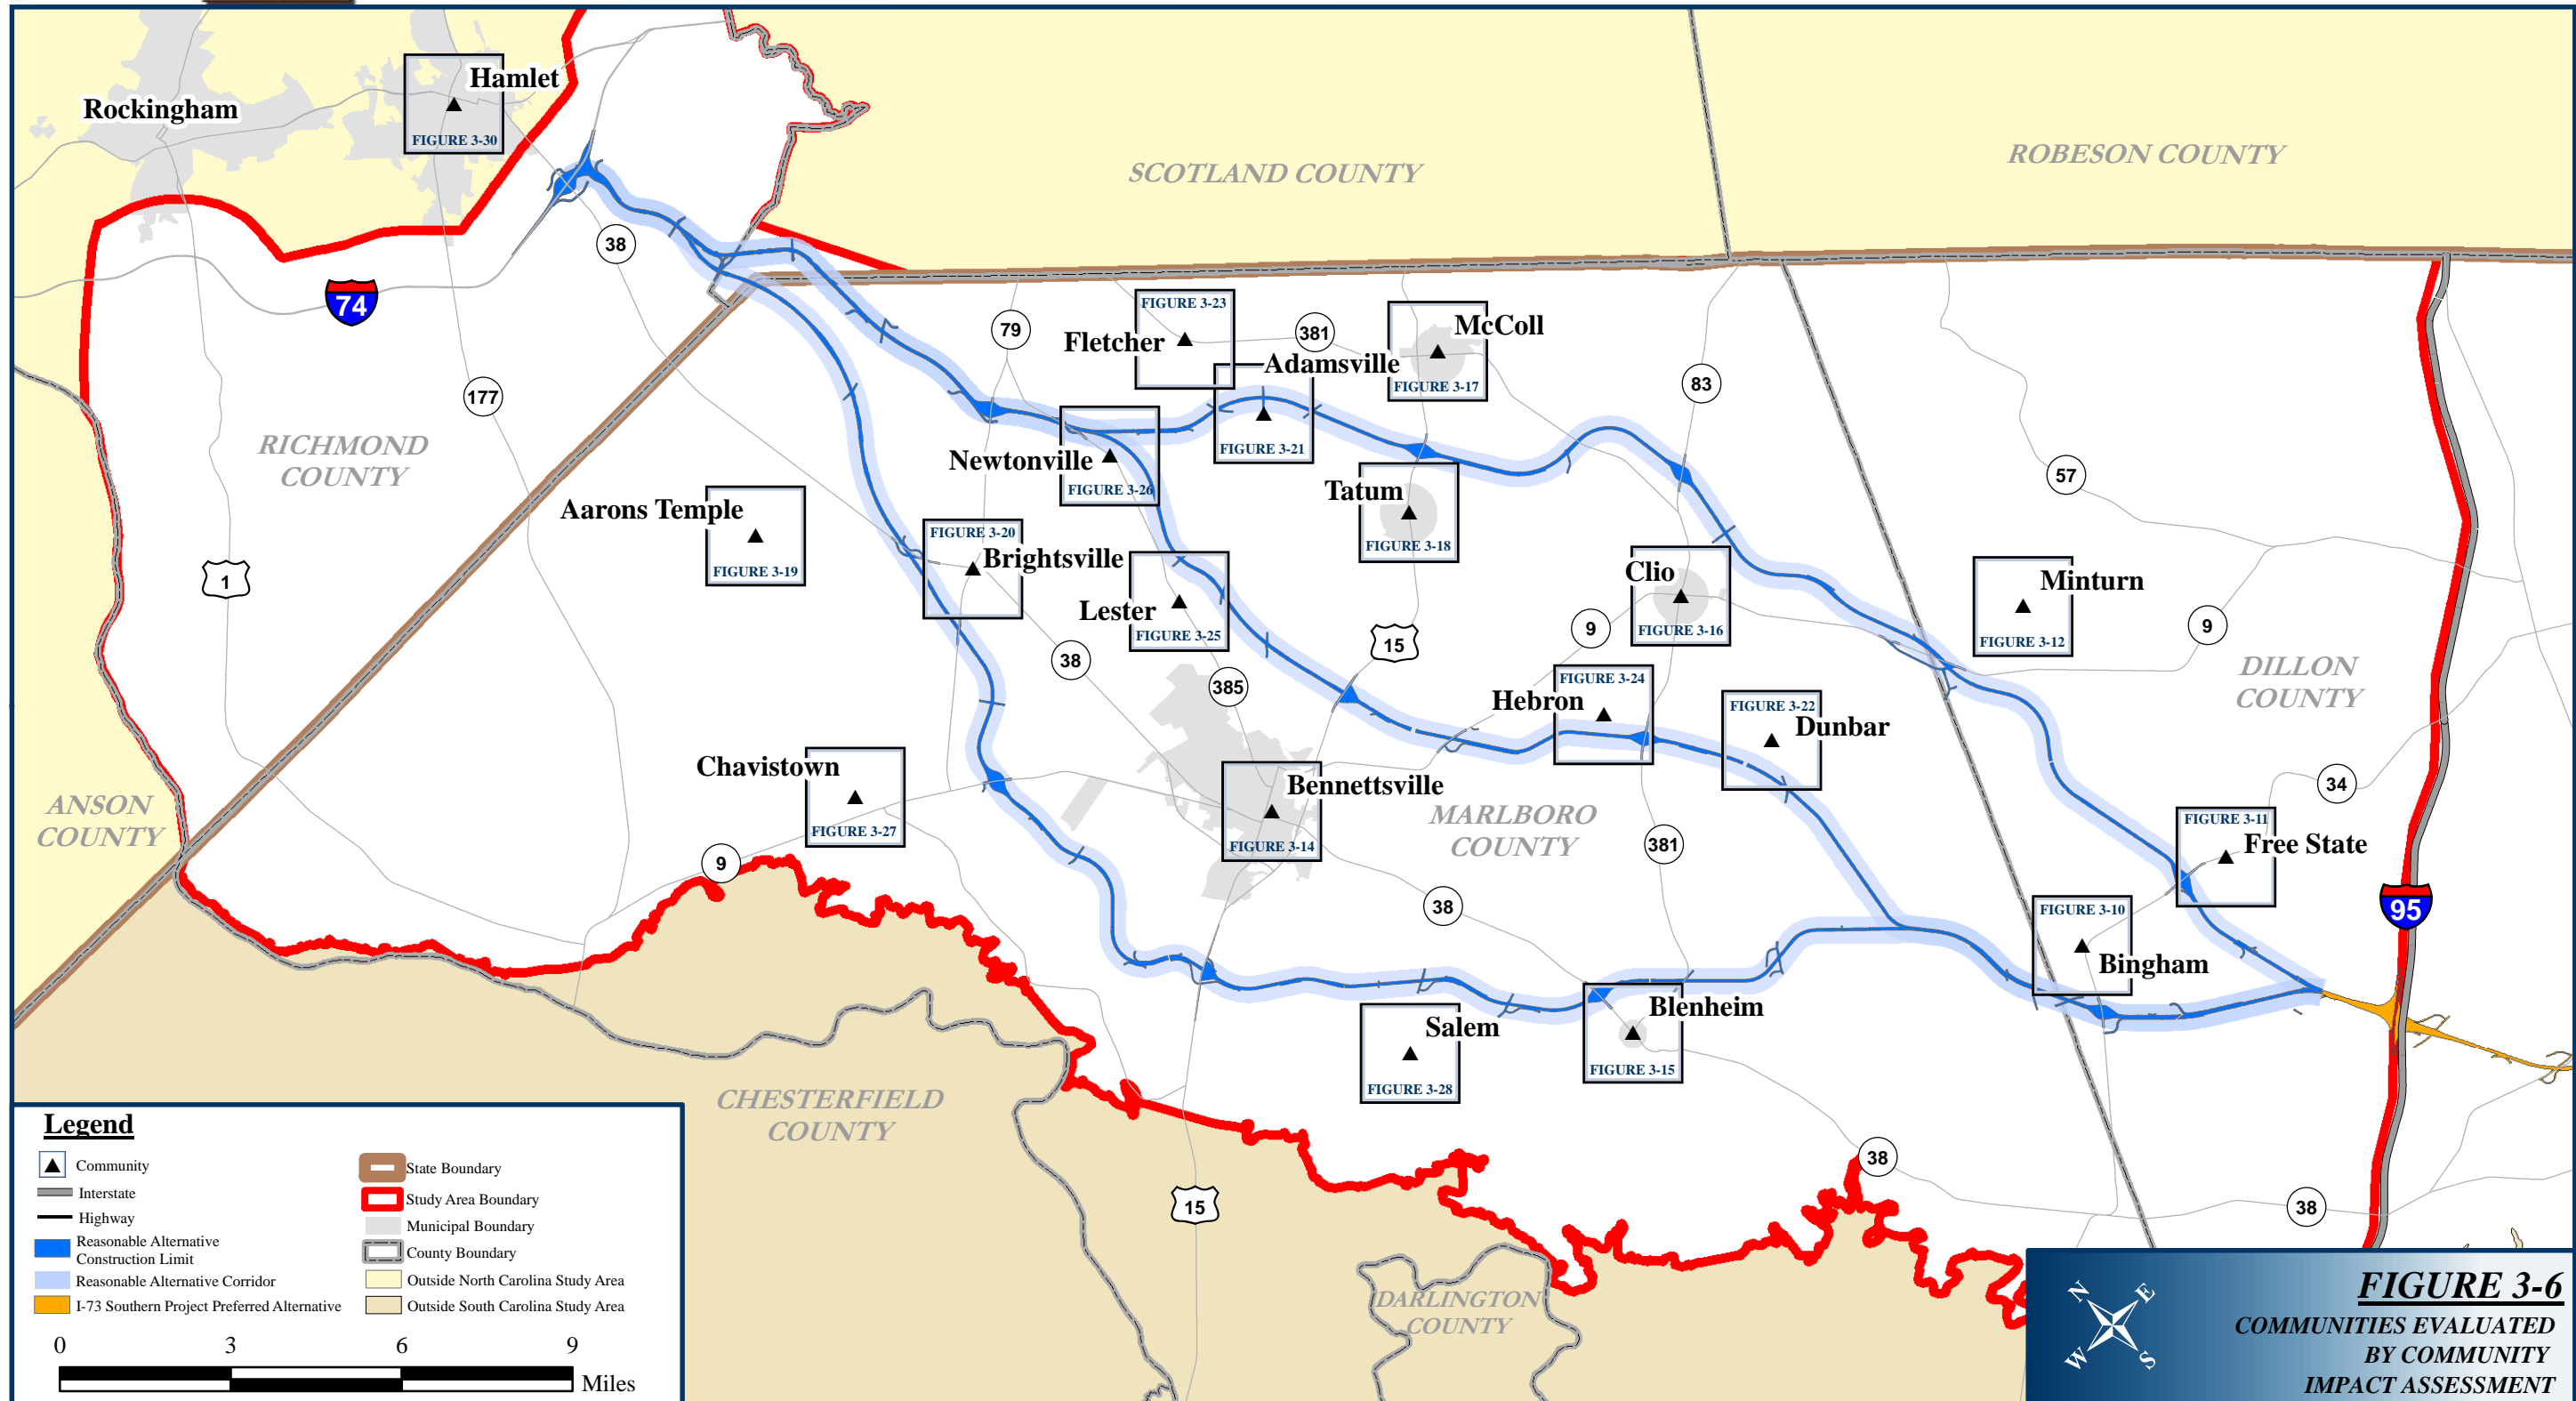 Hamlet
Rockingham
FIGURE 3-30
SCOTLAND COUNTY
ROBESON COUNTY
38
74
FIGURE 3-23
79
381
McColl
Fletcher
Adamsville
FIGURE 3-17
83
177
RICHMOND
COUNTY
FIGURE 3-21
Newtonville
57
FIGURE 3-26
Tatum
Aarons Temple
FIGURE 3-20
FIGURE 3-18
Brightsville
FIGURE 3-19
1
Clio
Minturn
Lester
9
9
FIGURE 3-25
FIGURE 3-16
FIGURE 3-12
15
38
DILLON
COUNTY
385
FIGURE 3-24
Hebron
FIGURE 3-22
Dunbar
Chavistown
Bennettsville
34
ANSON
COUNTY
MARLBORO
COUNTY
FIGURE 3-11
FIGURE 3-27
FIGURE 3-14
381
Free State
9
38
95
FIGURE 3-10
Bingham
Blenheim
Salem
FIGURE 3-15
FIGURE 3-28
CHESTERFIELD
COUNTY
38
15
38
DARLINGTON
COUNTY
Legend
Community
Interstate
Highway
Reasonable Alternative
Construction Limit
Reasonable Alternative Corridor
I-73 Southern Project Preferred Alternative
State Boundary
Study Area Boundary
Municipal Boundary
County Boundary
Outside North Carolina Study Area
Outside South Carolina Study Area
0 3 6 9
Miles
N E
W S
FIGURE 3-6
COMMUNITIES EVALUATED
BY COMMUNITY
IMPACT ASSESSMENT